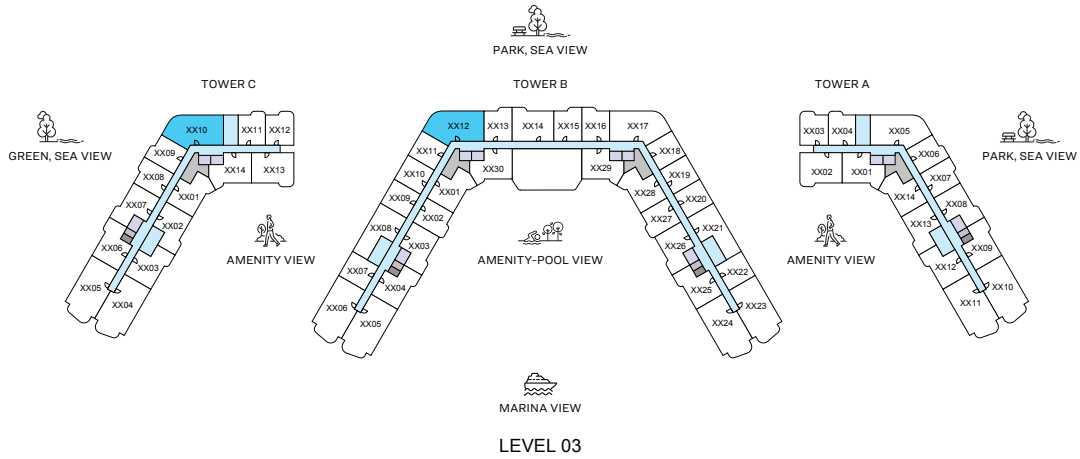 PARK, SEA VIEW
TOWER C
TOWER B
TOWER A
GREEN, SEA VIEW
PARK, SEA VIEW
XX10
XX11
XX12
XX09
XX08
XX07
XX06
XX05
XX04
XX03
XX02
XX01
XX14
XX13
XX12
XX13
XX14
XX15
XX16
XX17
XX11
XX10
XX09
XX08
XX07
XX06
XX05
XX04
XX03
XX02
XX01
XX30
XX29
XX28
XX27
XX26
XX25
XX24
XX18
XX19
XX20
XX21
XX22
XX23
XX03
XX04
XX05
XX02
XX01
XX06
XX07
XX08
XX09
XX10
XX14
XX13
XX12
XX11
AMENITY VIEW
AMENITY-POOL VIEW
AMENITY VIEW
MARINA VIEW
LEVEL 03